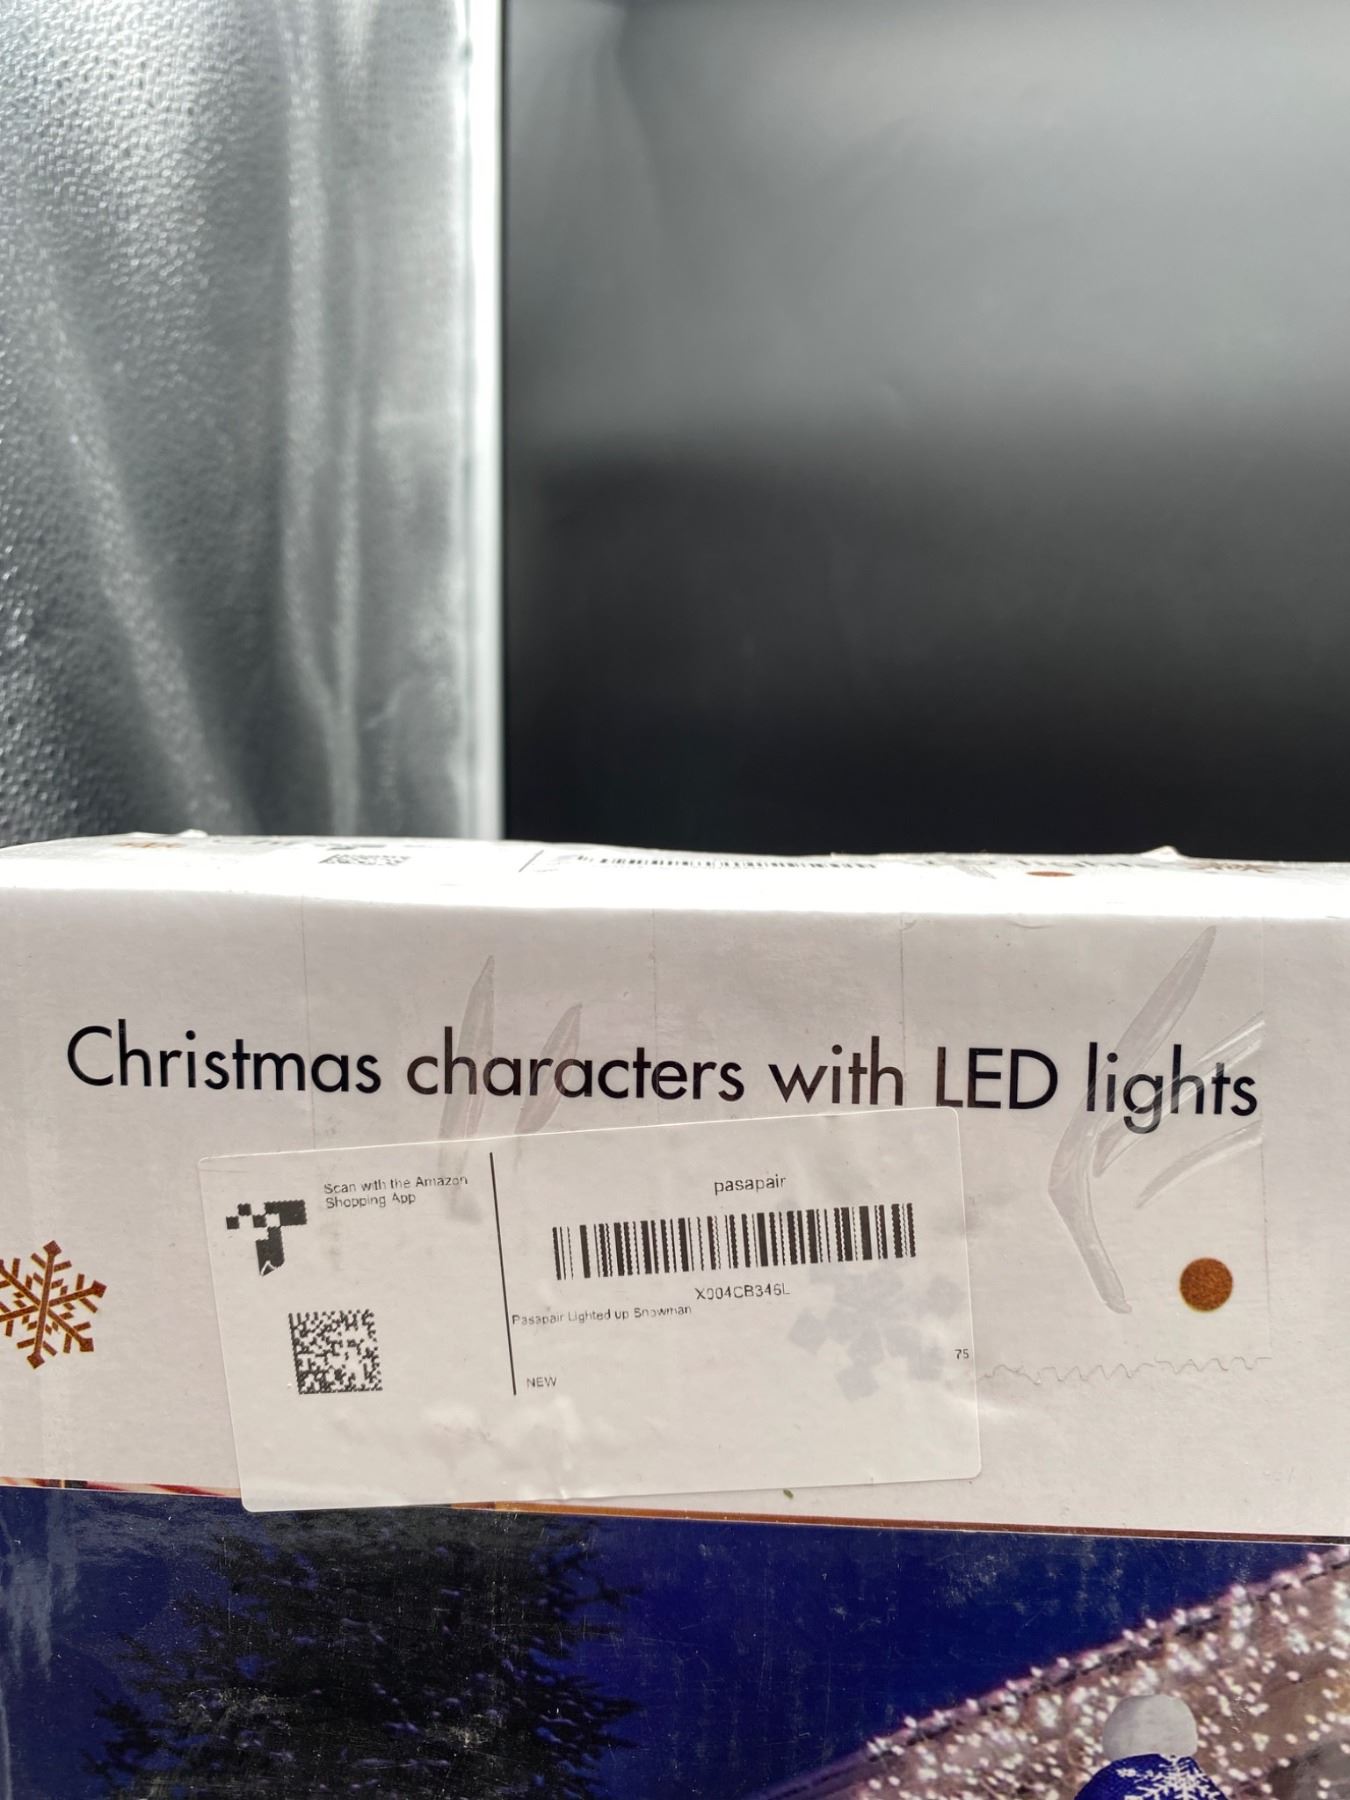 Christmas characters with LED lights
Scan with the Amazon
Shopping App
pasapair
X004CB346L
Pasapair Lighted up Snowman
75
NEW